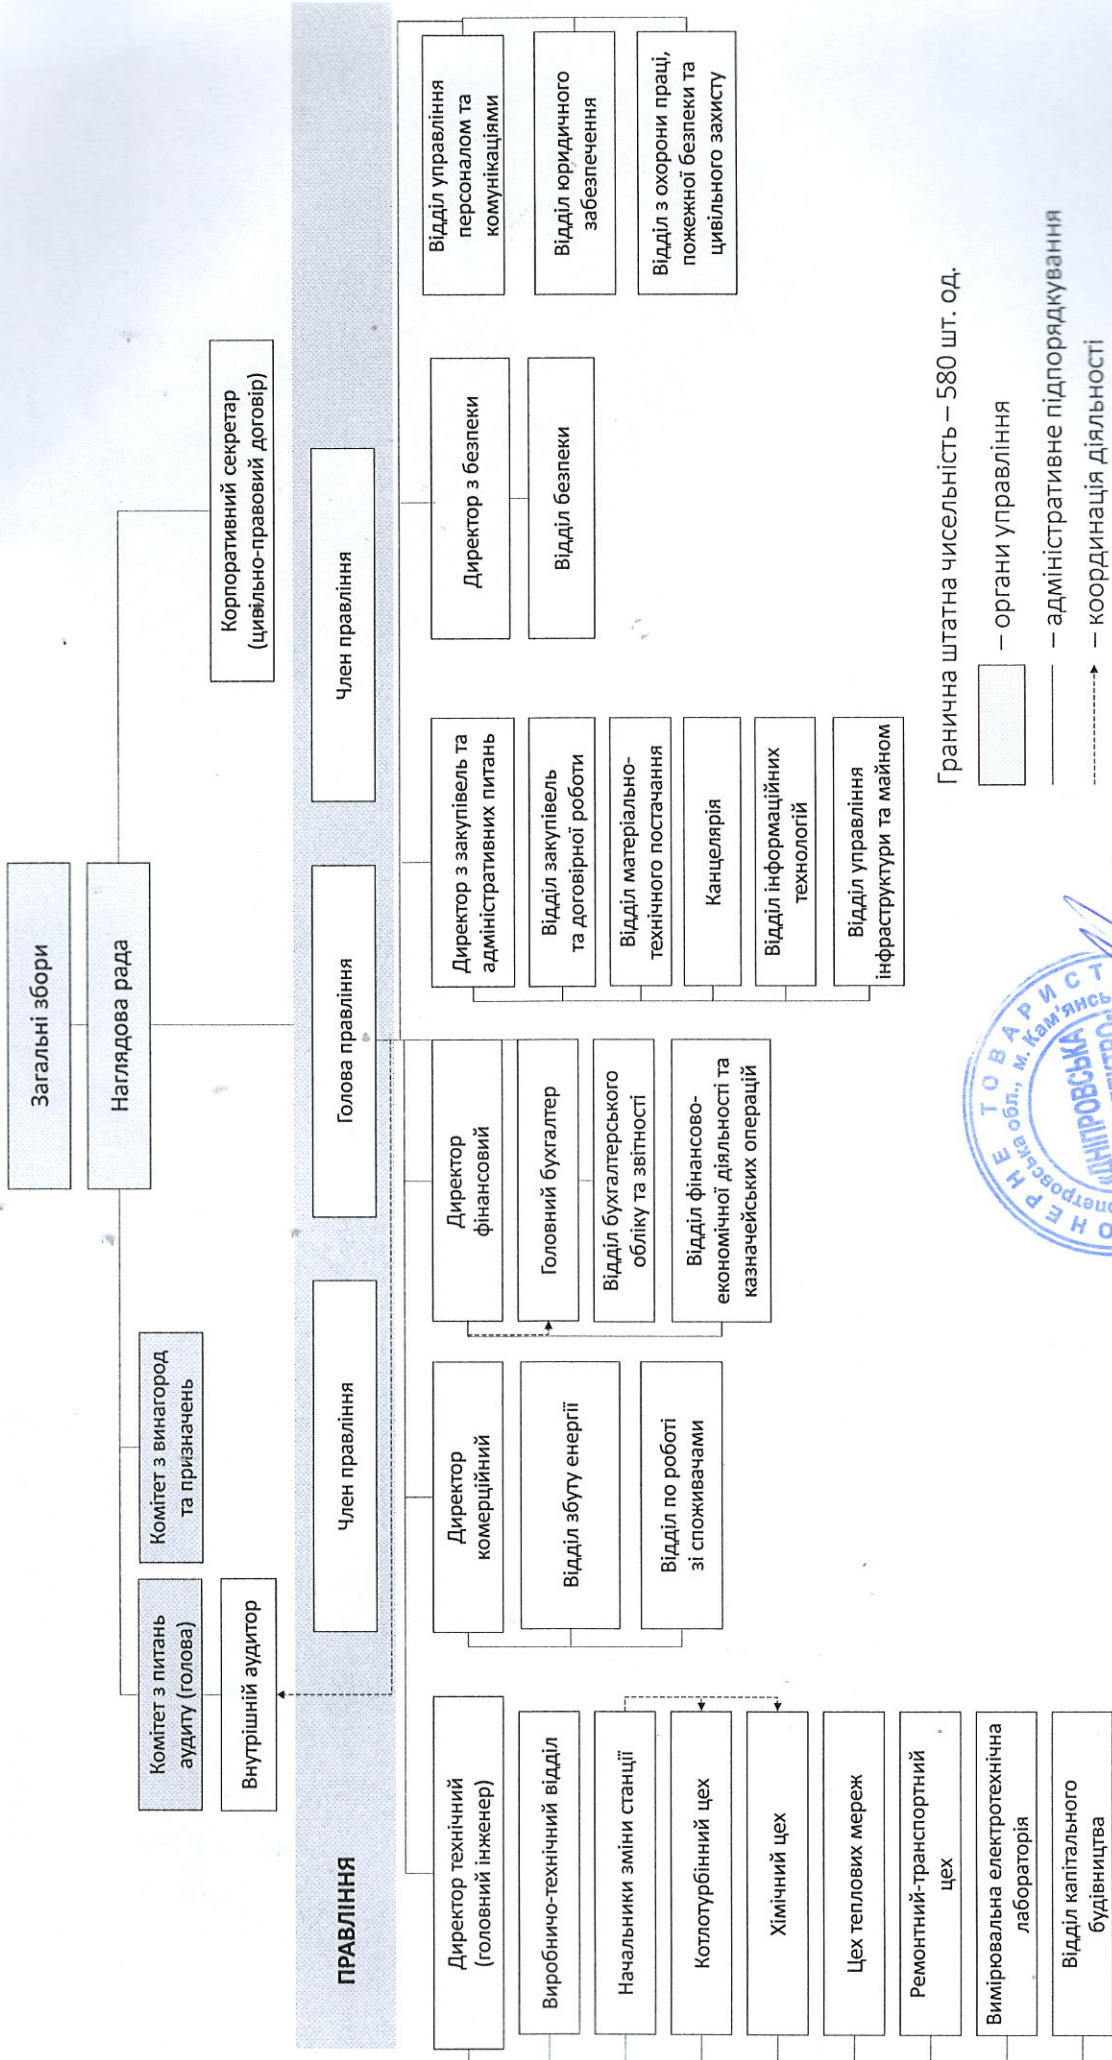 Загальні збори
Наглядова рада
Комітет з питань
аудиту (голова)
Комітет з винагород
та призначень
Внутрішній аудитор
Корпоративний секретар
(цивільно-правовий договір)
ПРАВЛІННЯ
Член правління
Голова правління
Член правління
Директор технічний
(головний інженер)
Виробничо-технічний відділ
Начальники зміни станції
Котлотурбінний цех
Хімічний цех
Цех теплових мереж
Ремонтний-транспортний
цех
Вимірювальна електротехнічна
лабораторія
Відділ капітального
будівництва
Директор
комерційний
Відділ збуту енергії
Відділ по роботі
зі споживачами
Директор
фінансовий
Головний бухгалтер
Відділ бухгалтерського
обліку та звітності
Відділ фінансово-
економічної діяльності та
казначейських операцій
Директор з закупівель та
адміністративних питань
Відділ закупівель
та договірної роботи
Відділ матеріально-
технічного постачання
Канцелярія
Відділ інформаційних
технологій
Відділ управління
інфраструктури та майном
Директор з безпеки
Відділ безпеки
Відділ управління
персоналом та
комунікаціями
Відділ юридичного
забезпечення
Відділ з охорони праці,
пожежної безпеки та
цивільного захисту
Гранична штатна чисельність – 580 шт. од.
– органи управління
– адміністративне підпорядкування
– координація діяльності
ТОВАРИСТ
обл., м. Кам'янсь
ДНІПРОВСЬКА